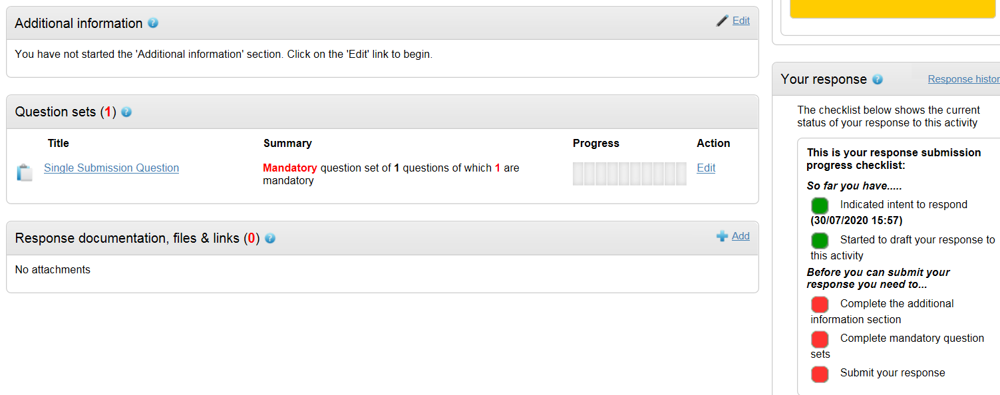 Additional information
Edit
You have not started the 'Additional information' section. Click on the 'Edit' link to begin.
Question sets (1)
Title Summary Progress Action
Single Submission Question
Mandatory question set of 1 questions of which 1 are
mandatory
Edit
Response documentation, files & links (0)
Add
No attachments
Your response
Response histor
The checklist below shows the current
status of your response to this activity
This is your response submission
progress checklist:
So far you have.....
Indicated intent to respond
(30/07/2020 15:57)
Started to draft your response to
this activity
Before you can submit your
response you need to...
Complete the additional
information section
Complete mandatory question
sets
Submit your response